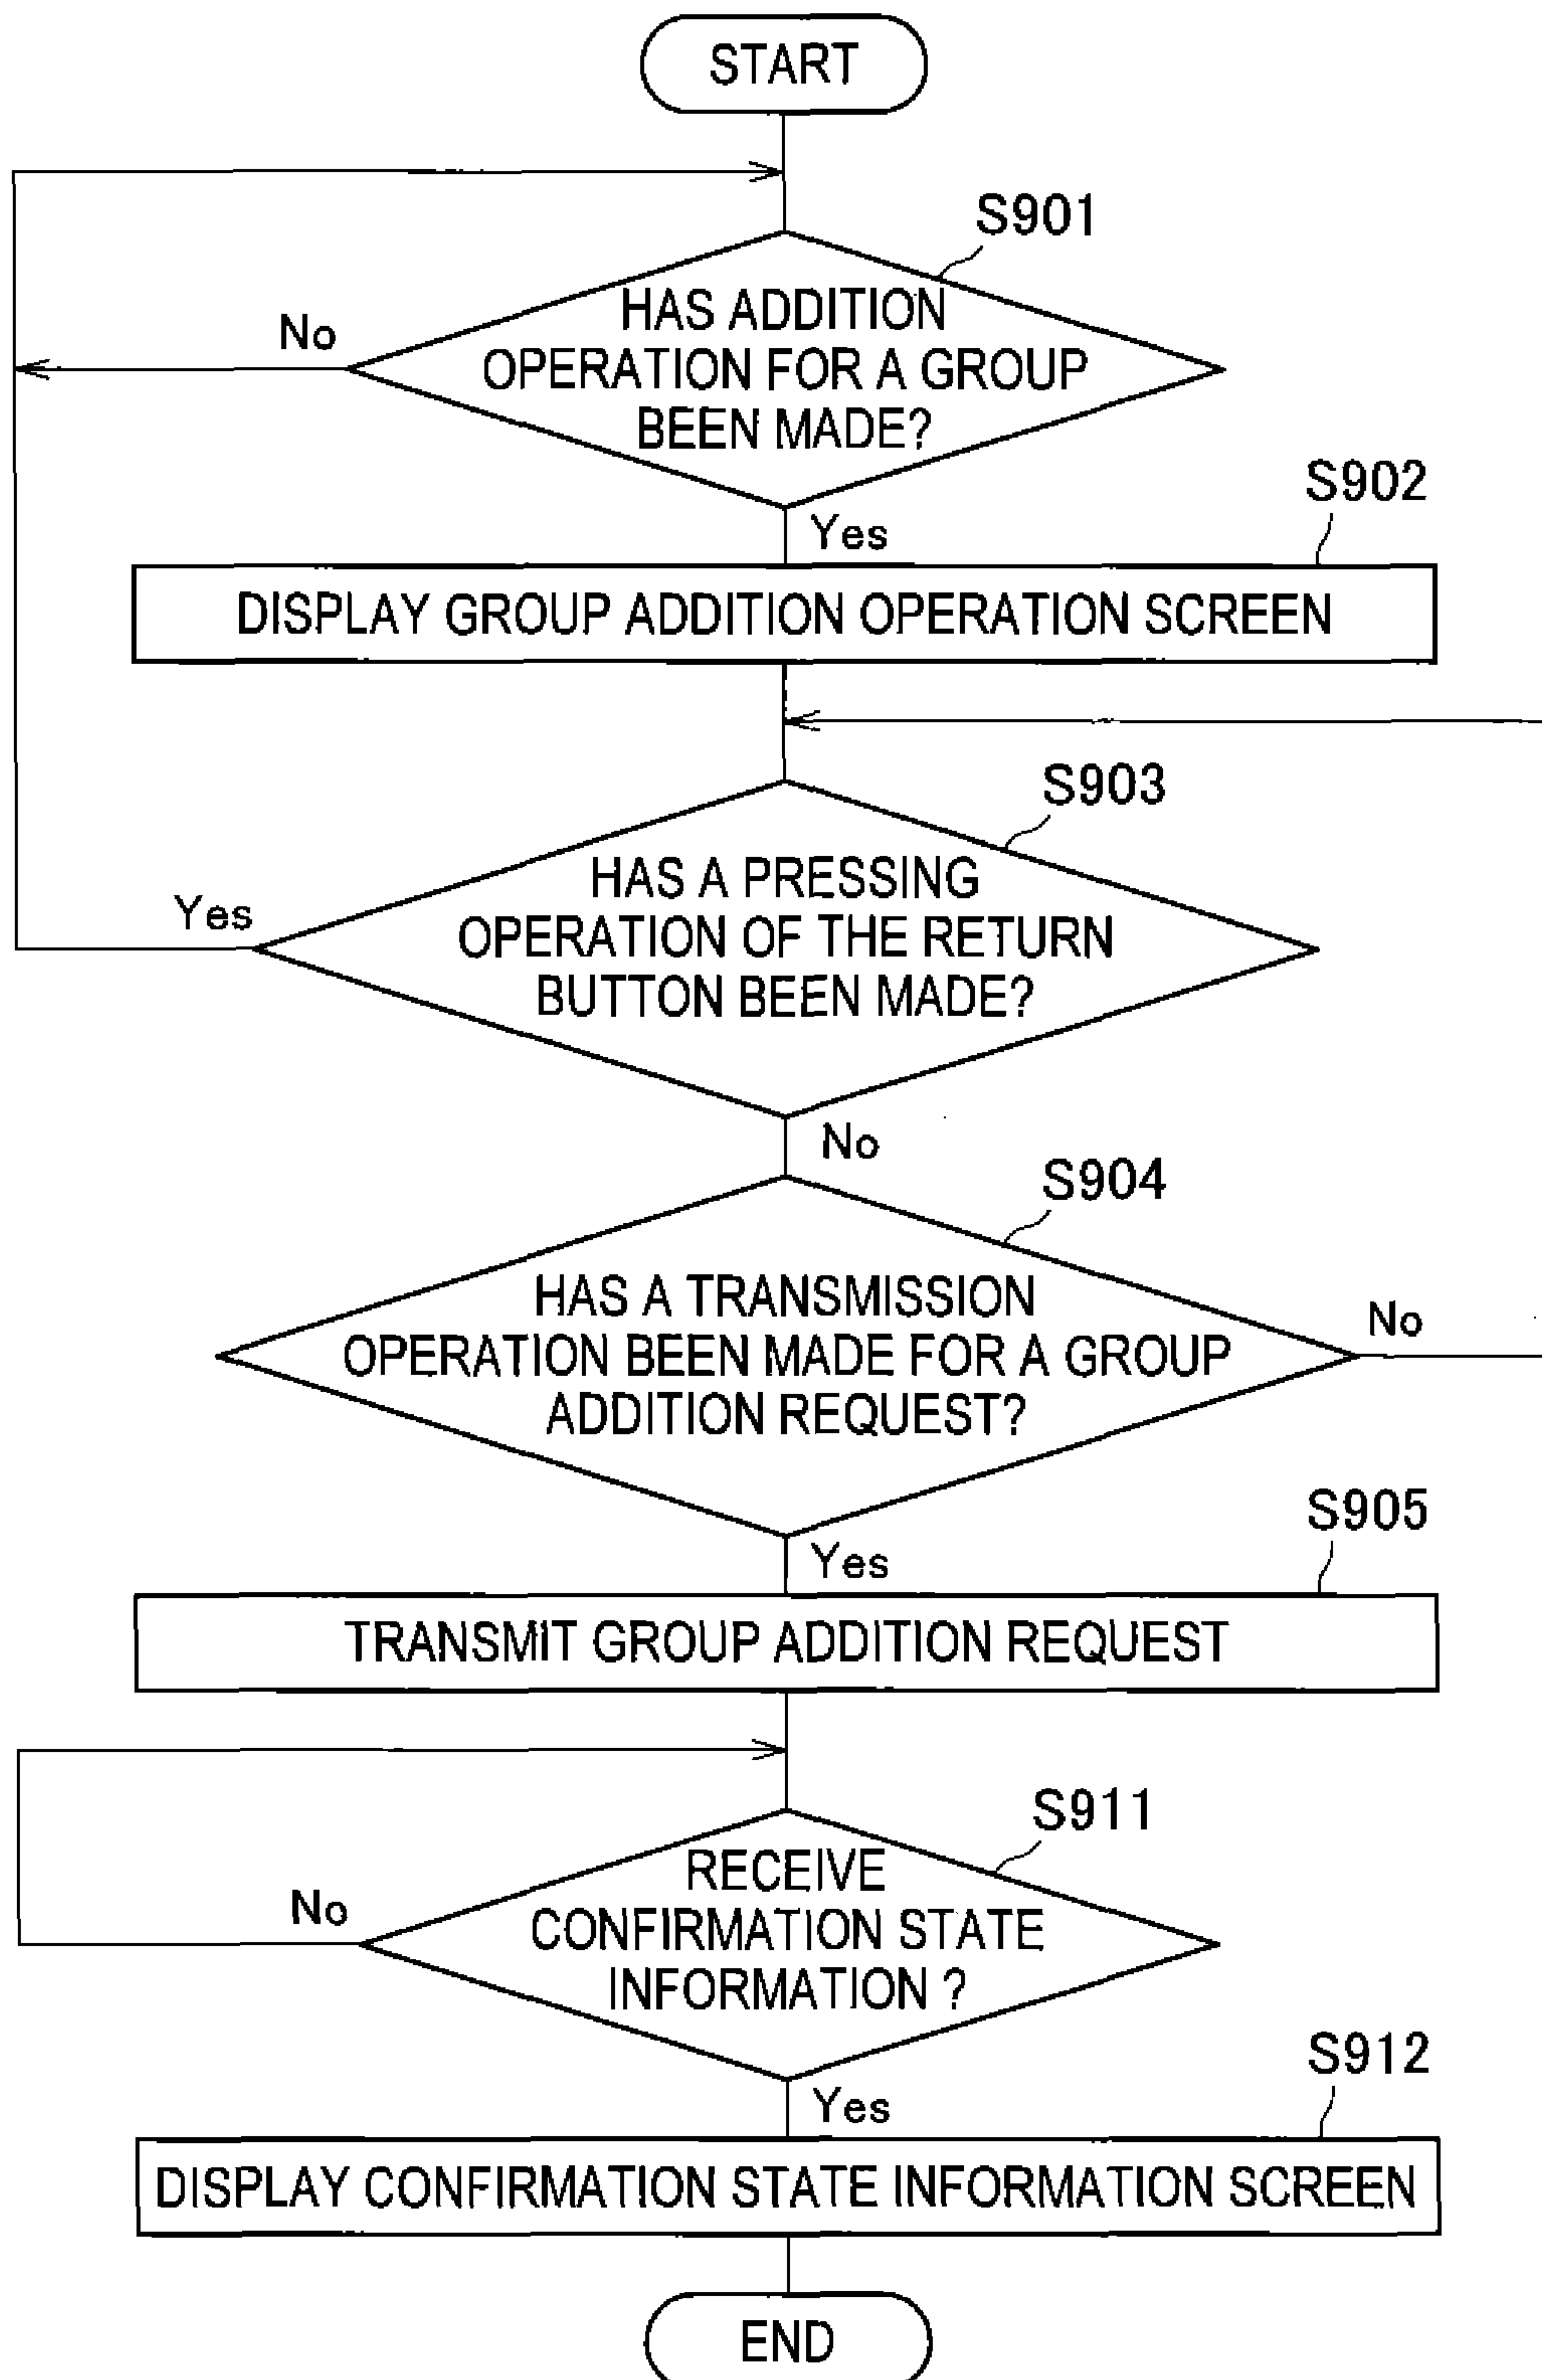 START
S901
HAS ADDITION
OPERATION FOR A GROUP
BEEN MADE?
No
Yes
S902
DISPLAY GROUP ADDITION OPERATION SCREEN
S903
HAS A PRESSING
OPERATION OF THE RETURN
BUTTON BEEN MADE?
Yes
No
S904
HAS A TRANSMISSION
OPERATION BEEN MADE FOR A GROUP
ADDITION REQUEST?
No
Yes
S905
TRANSMIT GROUP ADDITION REQUEST
S911
RECEIVE
CONFIRMATION STATE
INFORMATION ?
No
Yes
S912
DISPLAY CONFIRMATION STATE INFORMATION SCREEN
END